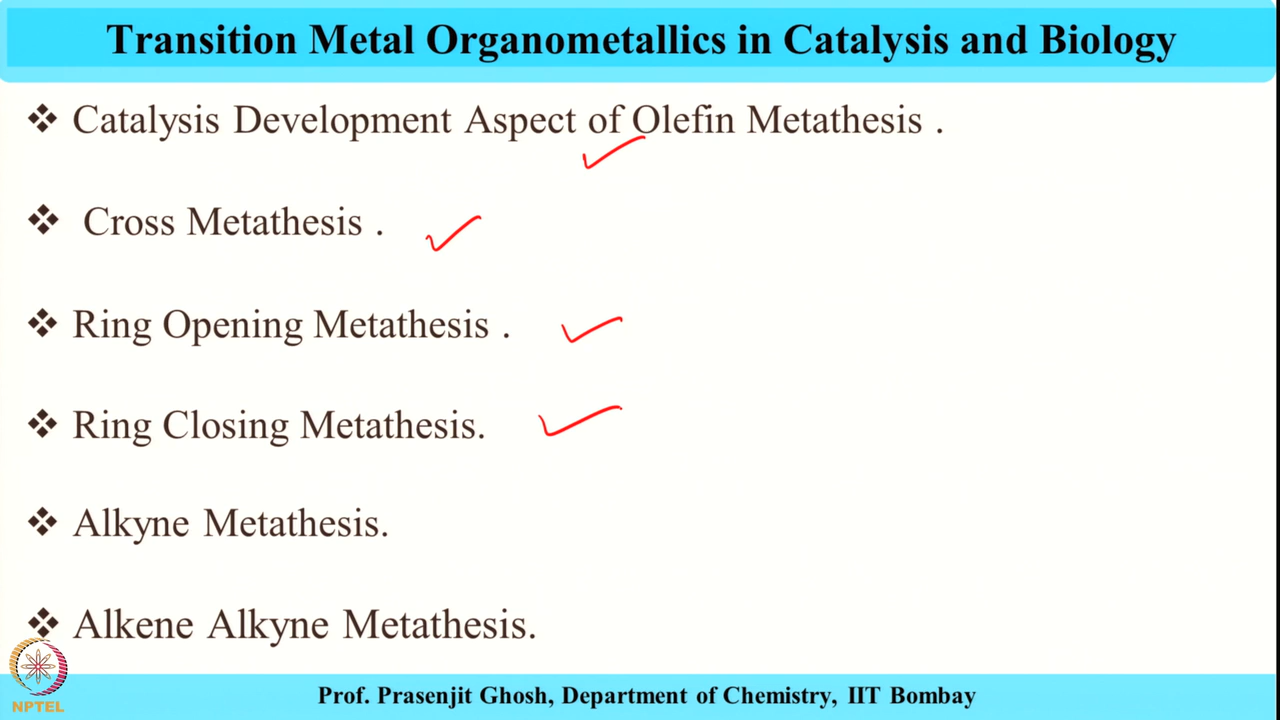 Transition Metal Organometallics in Catalysis and Biology
❖ Catalysis Development Aspect of Olefin Metathesis .
❖ Cross Metathesis .
❖ Ring Opening Metathesis .
❖ Ring Closing Metathesis.
❖ Alkyne Metathesis.
❖ Alkene Alkyne Metathesis.
NPTEL
Prof. Prasenjit Ghosh, Department of Chemistry, IIT Bombay